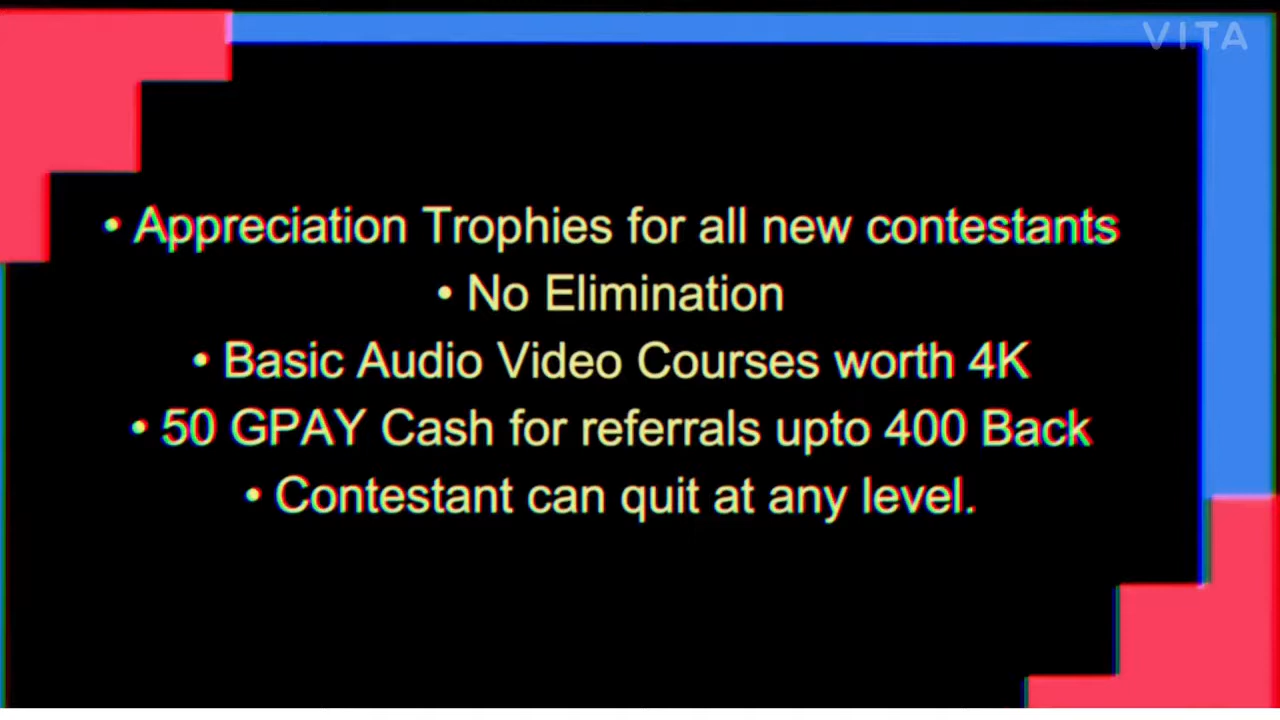 VITA
• Appreciation Trophies for all new contestants
• No Elimination
• Basic Audio Video Courses worth 4K
• 50 GPAY Cash for referrals upto 400 Back
• Contestant can quit at any level.